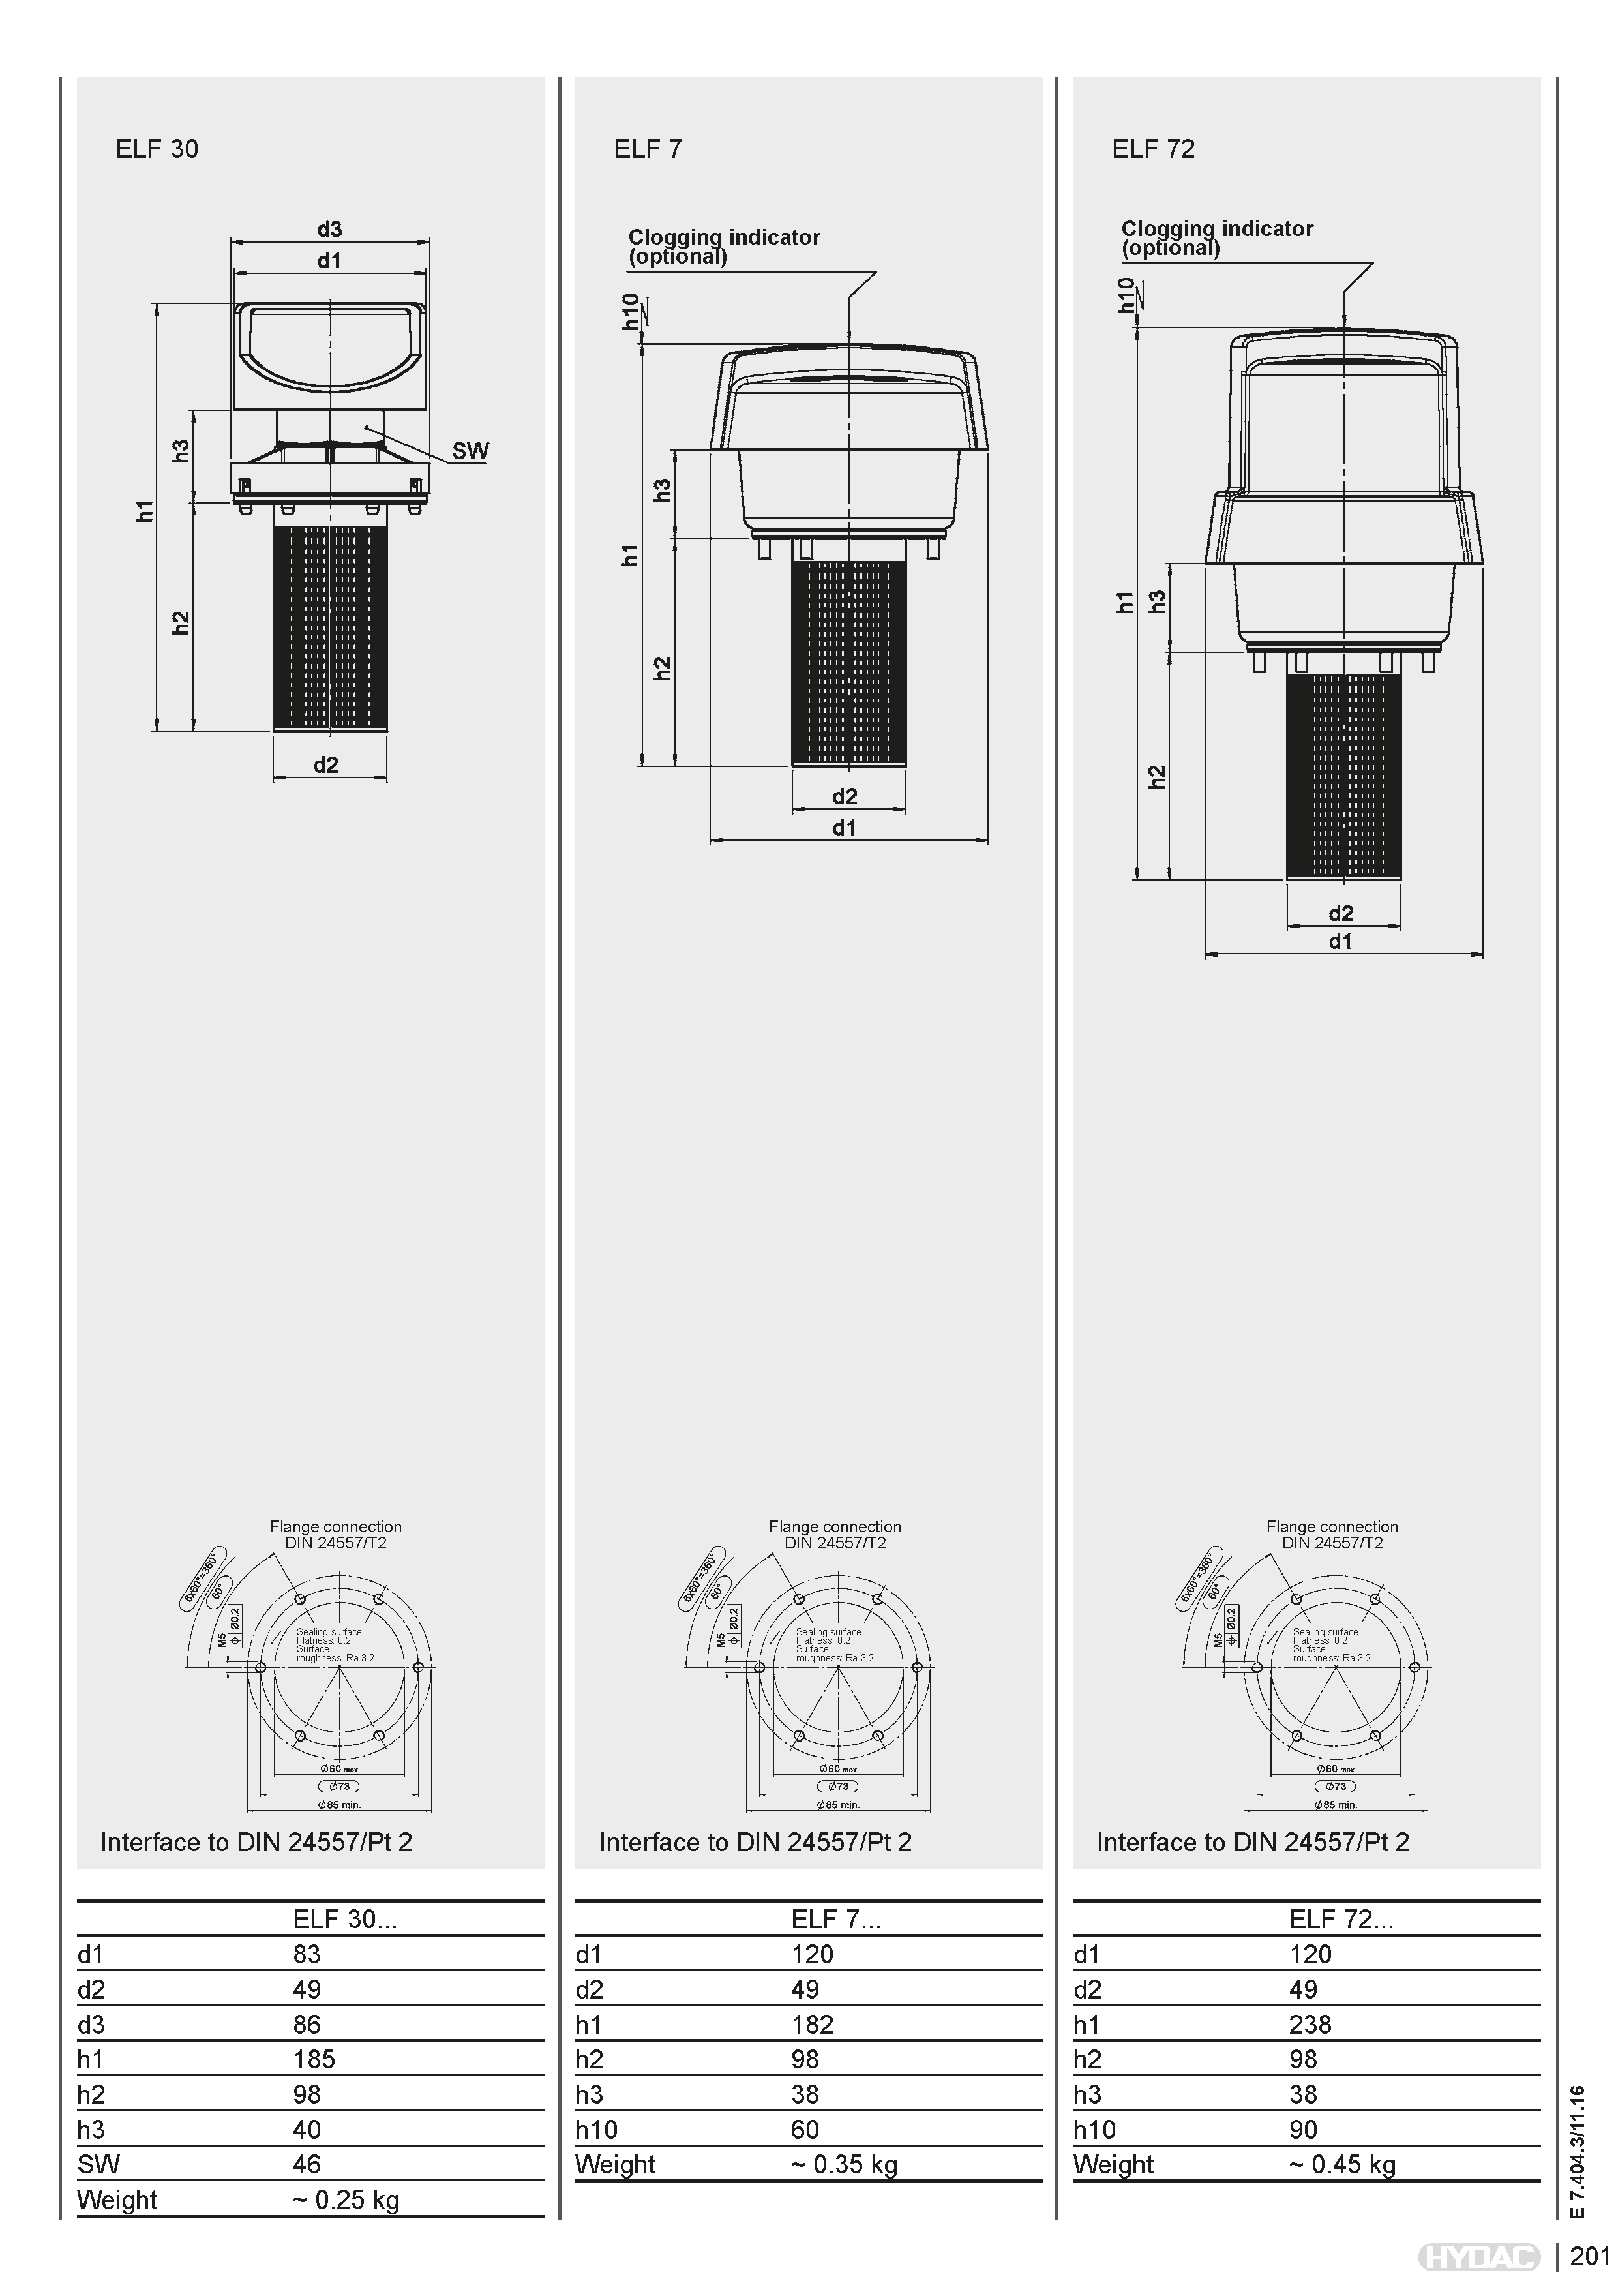 ELF 30
d3
d1
h3
SW
h1
h2
d2
Flange connection
DIN 24557/T2
6x60°=360°
60°
M5
Ø0.2
Sealing surface
Flatness: 0.2
Surface
roughness: Ra 3.2
Ø60 max.
Ø73
Ø85 min.
Interface to DIN 24557/Pt 2
ELF 30...
d1 83
d2 49
d3 86
h1 185
h2 98
h3 40
SW 46
Weight ~ 0.25 kg
ELF 7
Clogging indicator
(optional)
h10
h3
h1
h2
d2
d1
Flange connection
DIN 24557/T2
6x60°=360°
60°
M5
Ø0.2
Sealing surface
Flatness: 0.2
Surface
roughness: Ra 3.2
Ø60 max.
Ø73
Ø85 min.
Interface to DIN 24557/Pt 2
ELF 7...
d1 120
d2 49
h1 182
h2 98
h3 38
h10 60
Weight ~ 0.35 kg
ELF 72
Clogging indicator
(optional)
h10
h1
h3
h2
d2
d1
Flange connection
DIN 24557/T2
6x60°=360°
60°
M5
Ø0.2
Sealing surface
Flatness: 0.2
Surface
roughness: Ra 3.2
Ø60 max.
Ø73
Ø85 min.
Interface to DIN 24557/Pt 2
ELF 72...
d1 120
d2 49
h1 238
h2 98
h3 38
h10 90
Weight ~ 0.45 kg
E 7.404.3/11.16
HYDAC 201